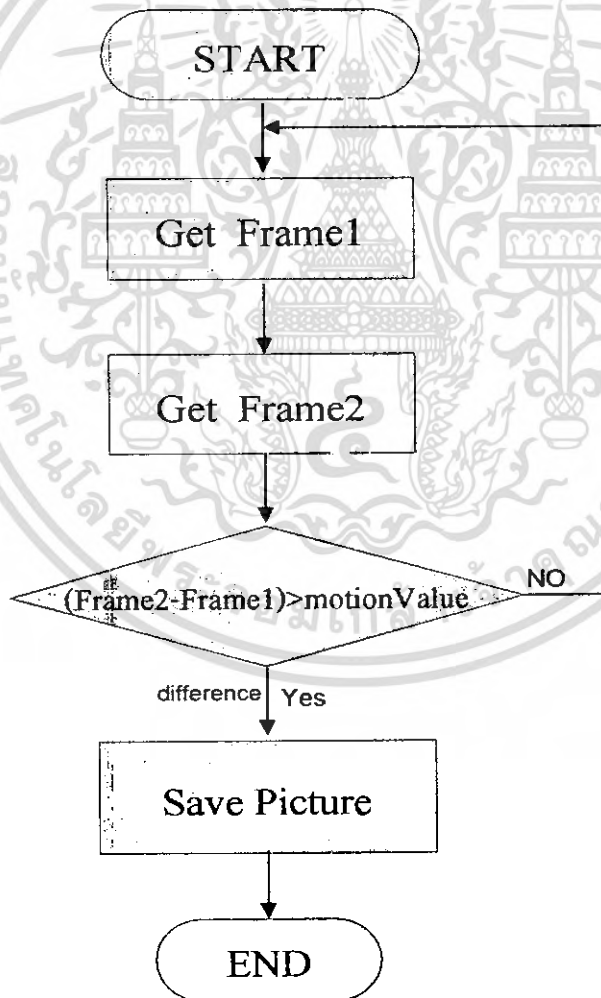 START
Get Frame1
Get Frame2
(Frame2-Frame1)>motionValue
NO
difference Yes
Save Picture
END